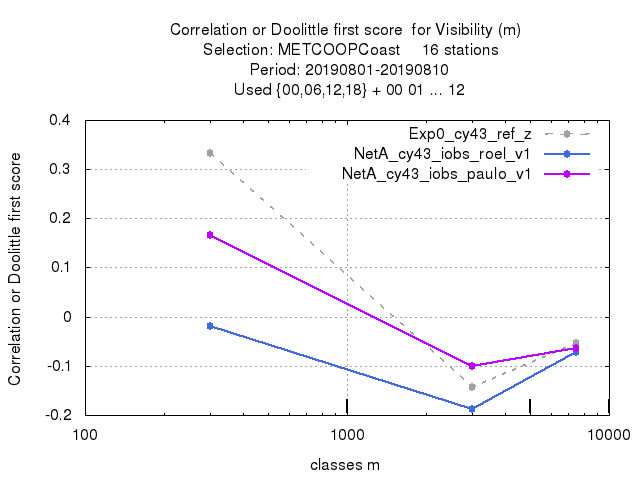 Correlation or Doolittle first score  for Visibility (m)
Selection: METCOOPCoast     16 stations
Period: 20190801-20190810
Used {00,06,12,18} + 00 01 ... 12
Correlation or Doolittle first score
0.4
0.3
0.2
0.1
0
-0.1
-0.2
Exp0_cy43_ref_z
NetA_cy43_iobs_roel_v1
NetA_cy43_iobs_paulo_v1
100 1000 10000
classes m